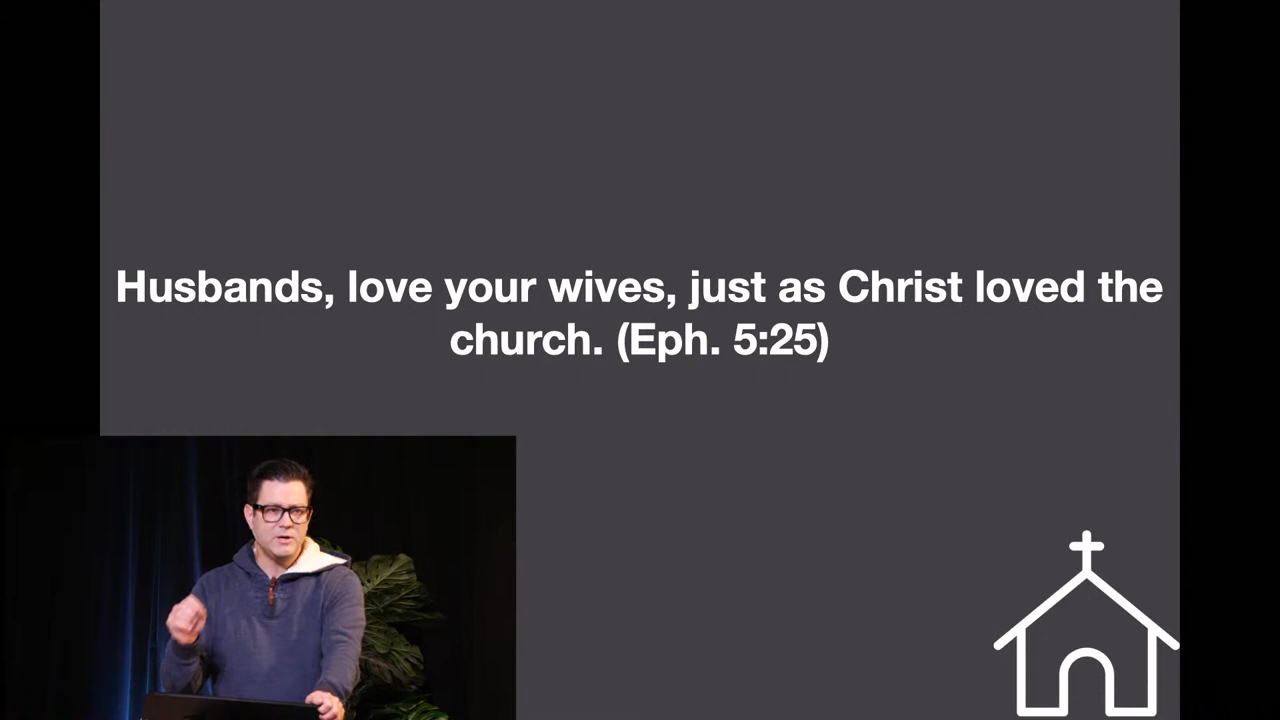 Husbands, love your wives, just as Christ loved the
church. (Eph. 5:25)